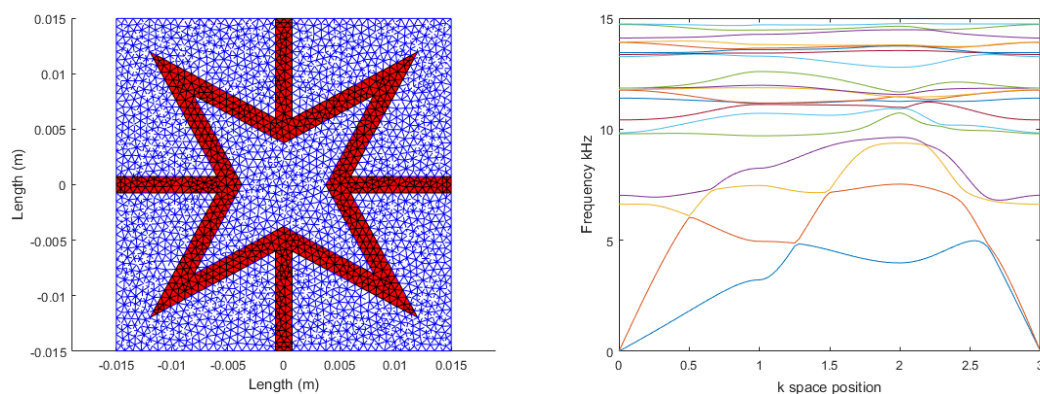 0.015
0.01
0.005
0
-0.005
-0.01
-0.015
Length (m)
-0.015 -0.01 -0.005 0 0.005 0.01 0.015
Length (m)
15
10
5
0
Frequency kHz
0 0.5 1 1.5 2 2.5 3
k space position